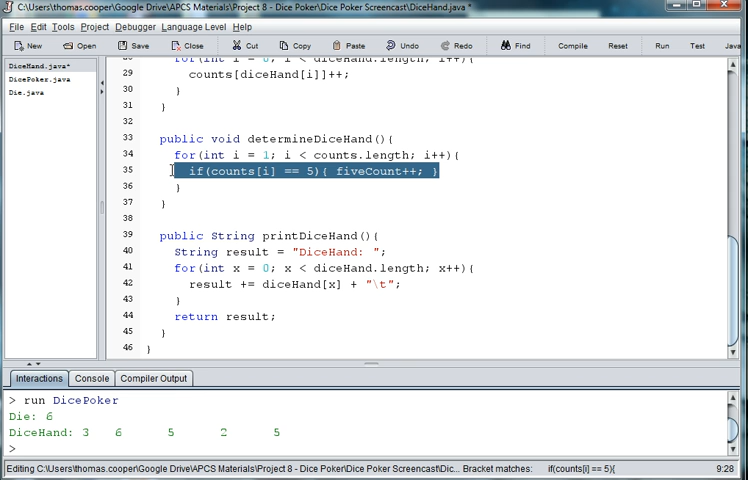 C:\Users\thomas.cooper\Google Drive\APCS Materials\Project 8 - Dice Poker\Dice Poker Screencast\DiceHand.java *
File Edit Tools Project Debugger Language Level Help
New Open Save Close Cut Copy Paste Undo Redo Find Compile Reset Run Test Java
DiceHand.java*
DicePoker.java
Die.java
for(int i = 0; i < diceHand.length; i++){
29 counts[diceHand[i]]++;
30 }
31 }
32
33 public void determineDiceHand(){
34 for(int i = 1; i < counts.length; i++){
35 if(counts[i] == 5){ fiveCount++; }
36 }
37 }
38
39 public String printDiceHand(){
40 String result = "DiceHand: ";
41 for(int x = 0; x < diceHand.length; x++){
42 result += diceHand[x] + "\t";
43 }
44 return result;
45 }
46 }
Interactions Console Compiler Output
> run DicePoker
Die: 6
DiceHand: 3 6 5 2 5
>
Editing C:\Users\thomas.cooper\Google Drive\APCS Materials\Project 8 - Dice Poker\Dice Poker Screencast\Dic... Bracket matches: if(counts[i] == 5){ 9:28